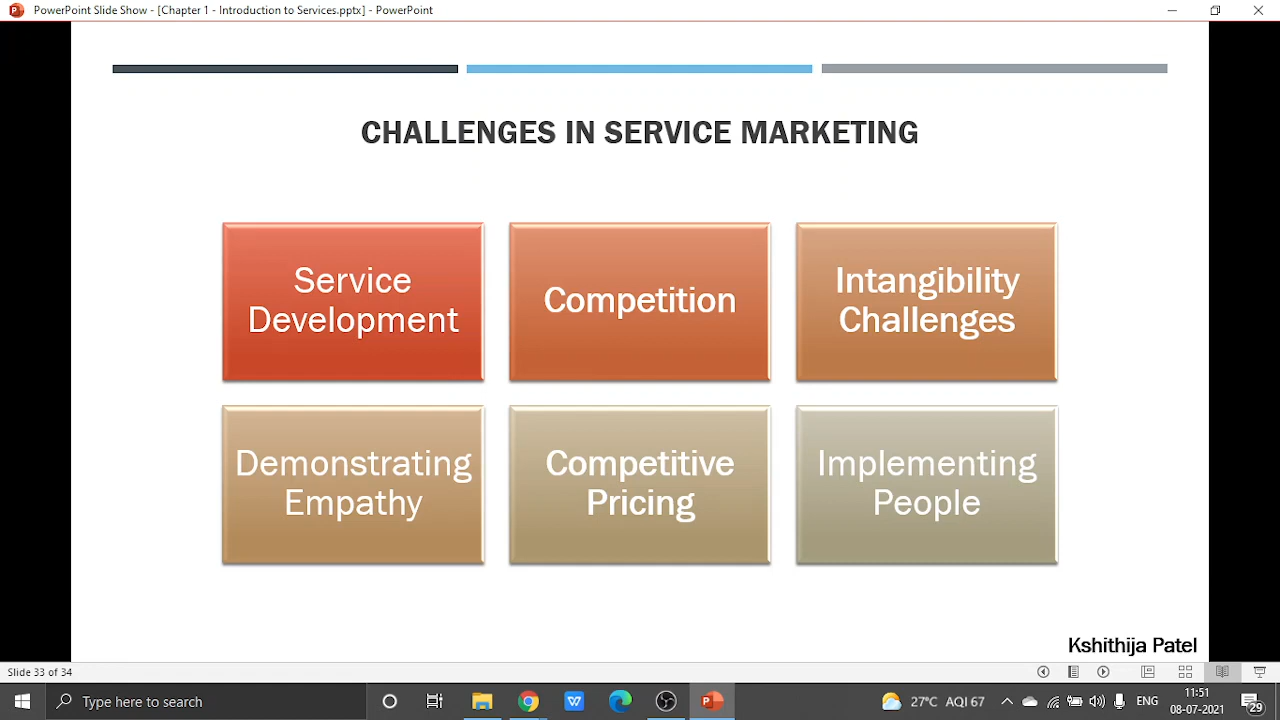 PowerPoint Slide Show - [Chapter 1 - Introduction to Services.pptx] - PowerPoint
CHALLENGES IN SERVICE MARKETING
Service
Development
Competition
Intangibility
Challenges
Demonstrating
Empathy
Competitive
Pricing
Implementing
People
Kshithija Patel
Slide 33 of 34
Type here to search
27°C AQI 67
ENG
11:51
08-07-2021
29